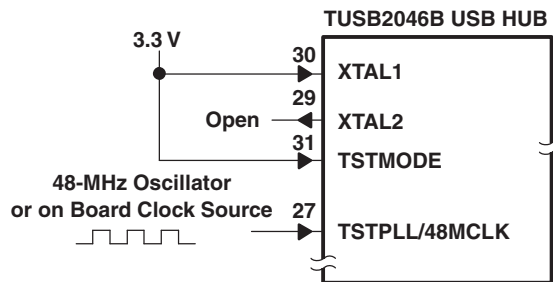 TUSB2046B USB HUB
3.3 V
30
XTAL1
29
Open
XTAL2
31
TSTMODE
48-MHz Oscillator
or on Board Clock Source
27
TSTPLL/48MCLK